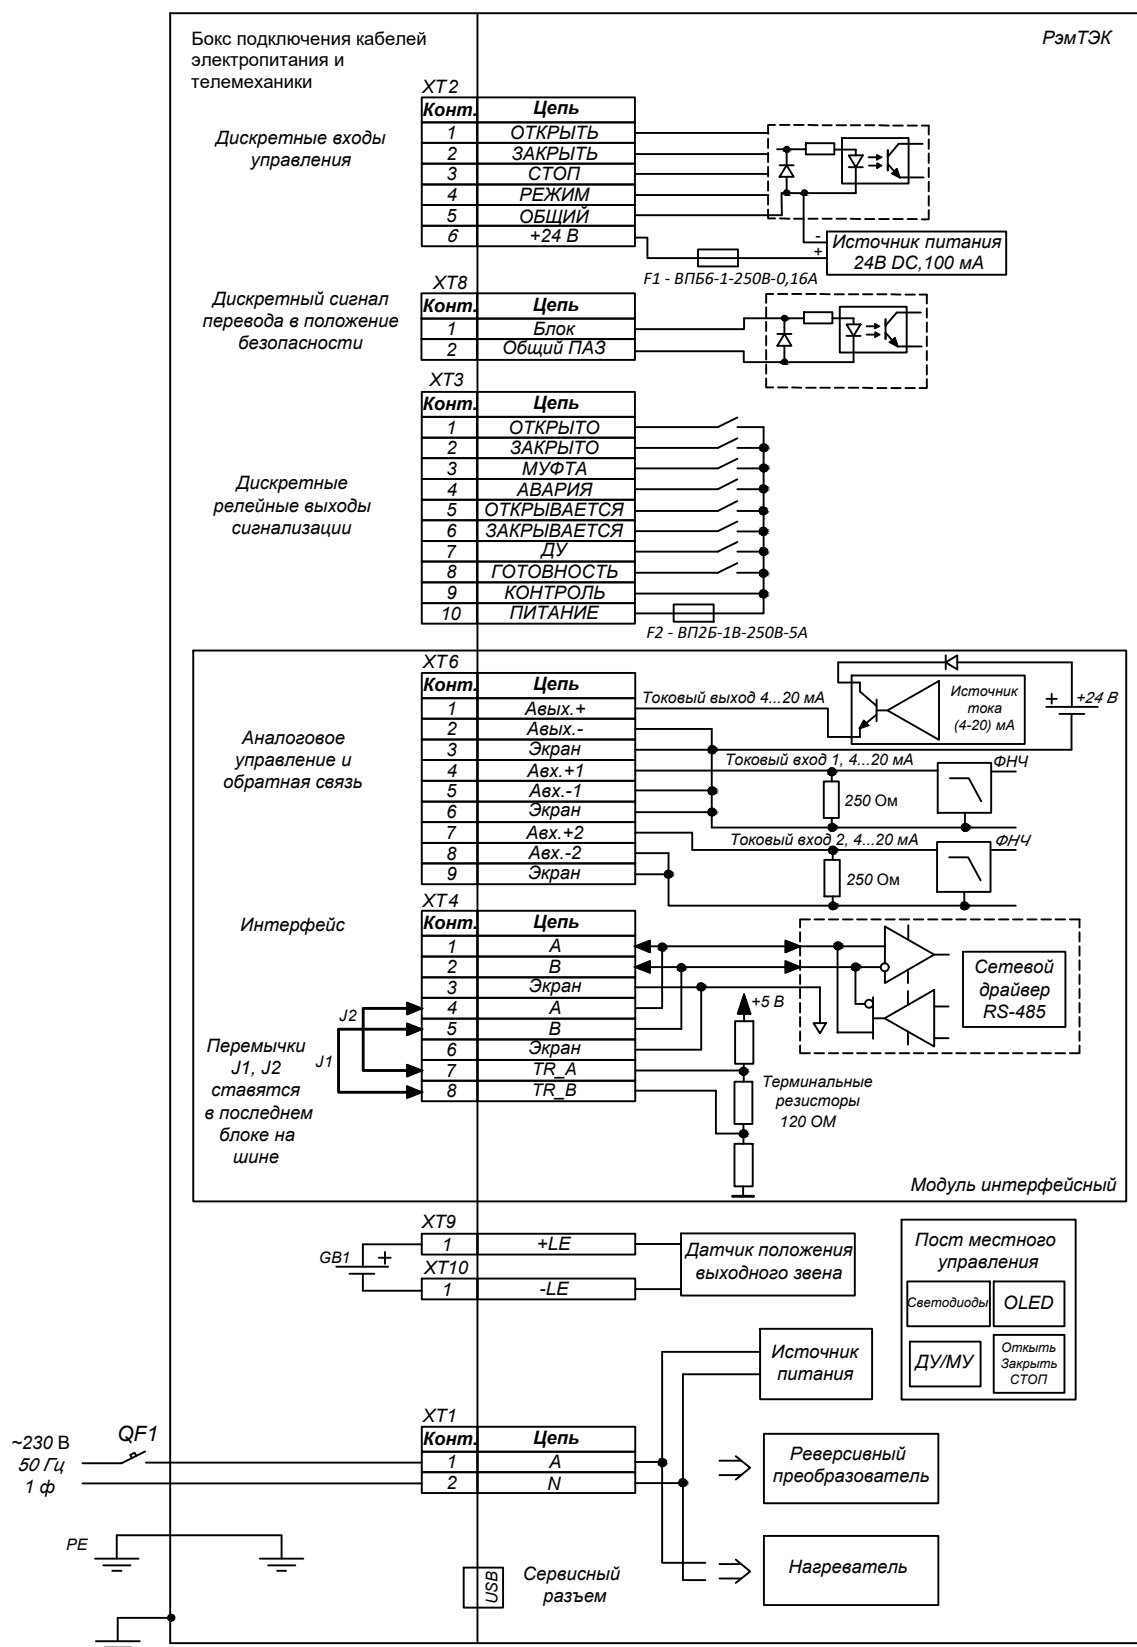 Бокс подключения кабелей
электропитания и
телемеханики
РэмТЭК
XT2
Конт. Цепь
Дискретные входы
управления
1 ОТКРЫТЬ
2 ЗАКРЫТЬ
3 СТОП
4 РЕЖИМ
5 ОБЩИЙ
6 +24 В
-
+
Источник питания
24В DC,100 мА
F1 - ВПБ6-1-250В-0,16А
Дискретный сигнал
перевода в положение
безопасности
XT8
Конт. Цепь
1 Блок
2 Общий ПАЗ
XT3
Конт. Цепь
Дискретные
релейные выходы
сигнализации
1 ОТКРЫТО
2 ЗАКРЫТО
3 МУФТА
4 АВАРИЯ
5 ОТКРЫВАЕТСЯ
6 ЗАКРЫВАЕТСЯ
7 ДУ
8 ГОТОВНОСТЬ
9 КОНТРОЛЬ
10 ПИТАНИЕ
F2 - ВП2Б-1В-250В-5А
XT6
Конт. Цепь
Аналоговое
управление и
обратная связь
1 Авых.+
2 Авых.-
3 Экран
4 Авх.+1
5 Авх.-1
6 Экран
7 Авх.+2
8 Авх.-2
9 Экран
Токовый выход 4...20 мА
Источник
тока
(4-20) мА
+ +24 В
Токовый вход 1, 4...20 мА
ФНЧ
250 Ом
Токовый вход 2, 4...20 мА
ФНЧ
250 Ом
Интерфейс
XT4
Конт. Цепь
1 A
2 B
3 Экран
4 A
5 B
6 Экран
7 TR_A
8 TR_B
J2
J1
Перемычки
J1, J2
ставятся
в последнем
блоке на
шине
+5 В
Терминальные
резисторы
120 ОМ
Сетевой
драйвер
RS-485
Модуль интерфейсный
XT9
1 +LE
XT10
1 -LE
GB1 +
Датчик положения
выходного звена
Пост местного
управления
Светодиоды
OLED
ДУ/МУ
Откыть
Закрыть
СТОП
Источник
питания
XT1
Конт. Цепь
1 A
2 N
~230 В
50 Гц
1 ф
QF1
Реверсивный
преобразователь
PE
Нагреватель
USB
Сервисный
разъем